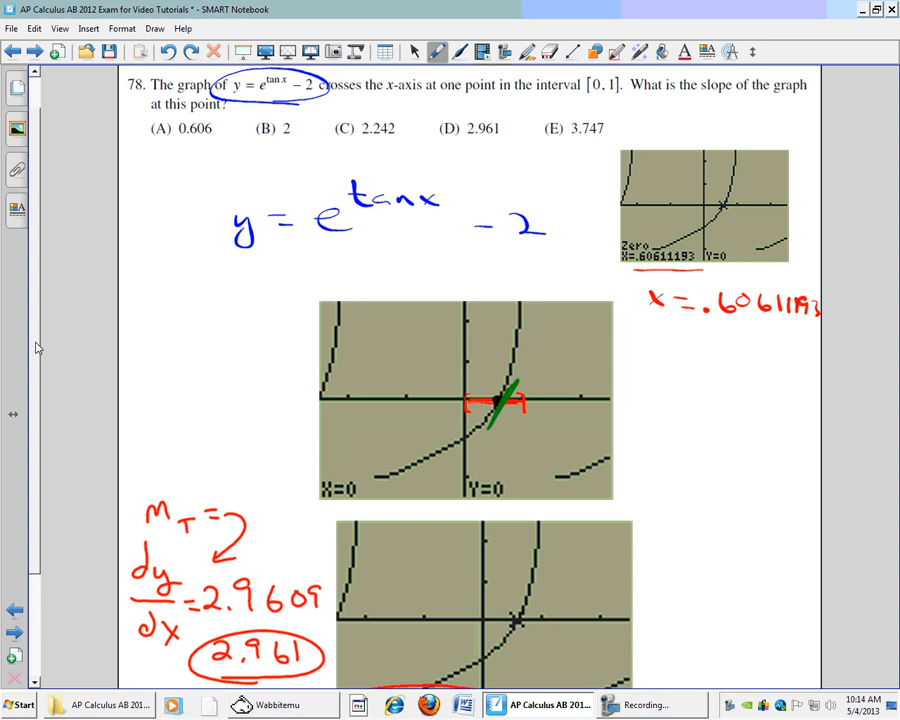 AP Calculus AB 2012 Exam for Video Tutorials * - SMART Notebook
File Edit View Insert Format Draw Help
78. The graph of y = e^{tan x} − 2 crosses the x-axis at one point in the interval [0, 1]. What is the slope of the graph
at this point?
(A) 0.606 (B) 2 (C) 2.242 (D) 2.961 (E) 3.747
y = e^{tan x} - 2
Zero
X=.60611193 Y=0
x = .60611193
X=0 Y=0
m_T =
dy/dx = 2.9609
2.961
Start AP Calculus AB 201... Wabbitemu AP Calculus AB 201... Recording...
10:14 AM
5/4/2013